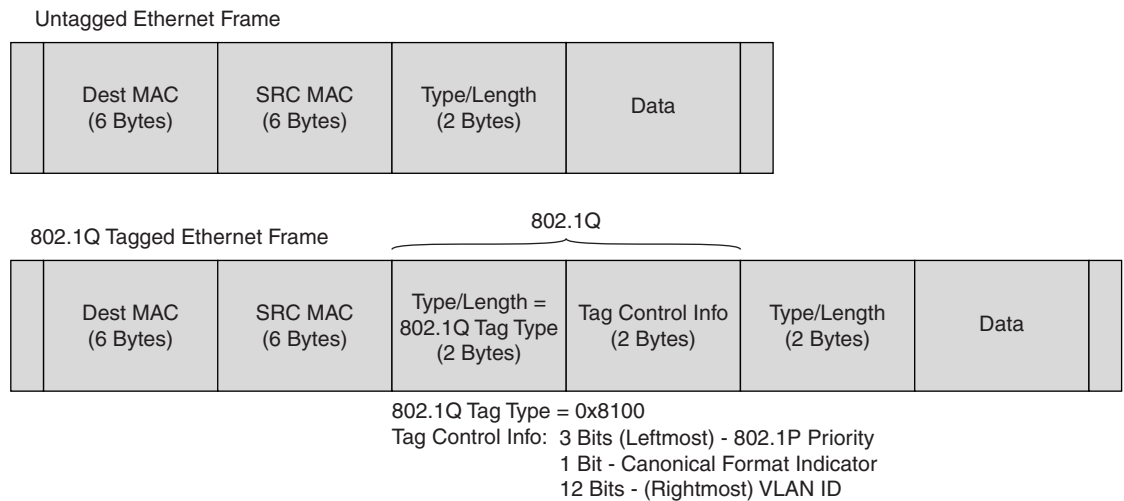 Untagged Ethernet Frame
Dest MAC
(6 Bytes)
SRC MAC
(6 Bytes)
Type/Length
(2 Bytes)
Data
802.1Q
802.1Q Tagged Ethernet Frame
Dest MAC
(6 Bytes)
SRC MAC
(6 Bytes)
Type/Length =
802.1Q Tag Type
(2 Bytes)
Tag Control Info
(2 Bytes)
Type/Length
(2 Bytes)
Data
802.1Q Tag Type = 0x8100
Tag Control Info: 3 Bits (Leftmost) - 802.1P Priority
1 Bit - Canonical Format Indicator
12 Bits - (Rightmost) VLAN ID